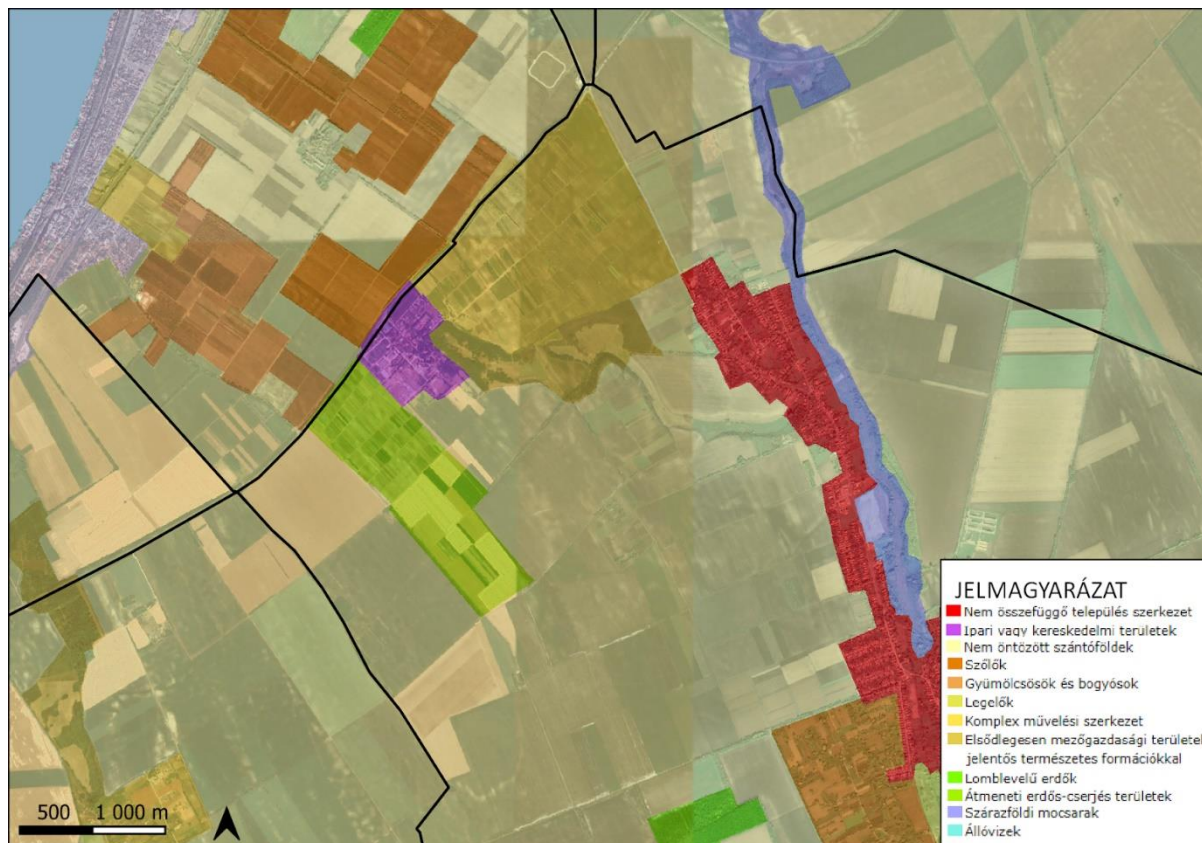 JELMAGYARÁZAT
Nem összefüggő település szerkezet
Ipari vagy kereskedelmi területek
Nem öntözött szántóföldek
Szőlők
Gyümölcsösök és bogyósok
Legelők
Komplex művelési szerkezet
Elsődlegesen mezőgazdasági területek
jelentős természetes formációkkal
Lomblevelű erdők
Átmeneti erdős-cserjés területek
Szárazföldi mocsarak
Állóvizek
500 1 000 m